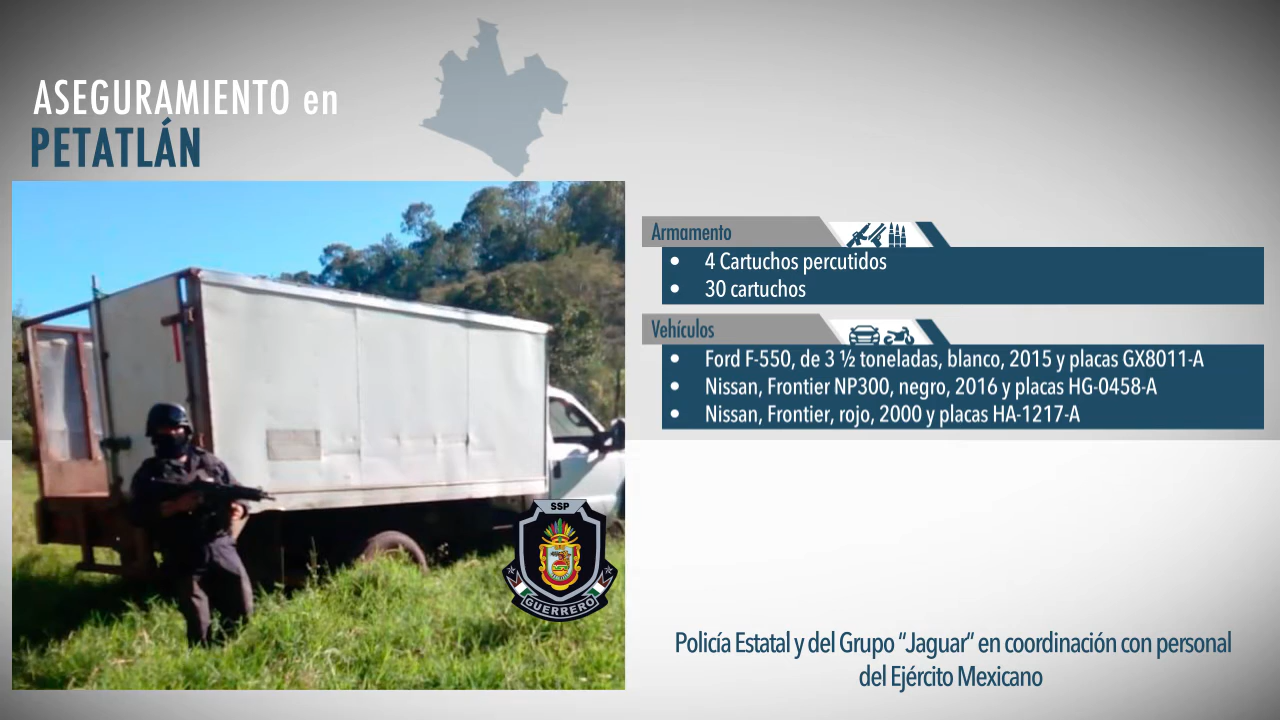 ASEGURAMIENTO en
PETATLÁN
Armamento
• 4 Cartuchos percutidos
• 30 cartuchos
Vehículos
• Ford F-550, de 3 ½ toneladas, blanco, 2015 y placas GX8011-A
• Nissan, Frontier NP300, negro, 2016 y placas HG-0458-A
• Nissan, Frontier, rojo, 2000 y placas HA-1217-A
SSP
GUERRERO
Policía Estatal y del Grupo “Jaguar” en coordinación con personal
del Ejército Mexicano